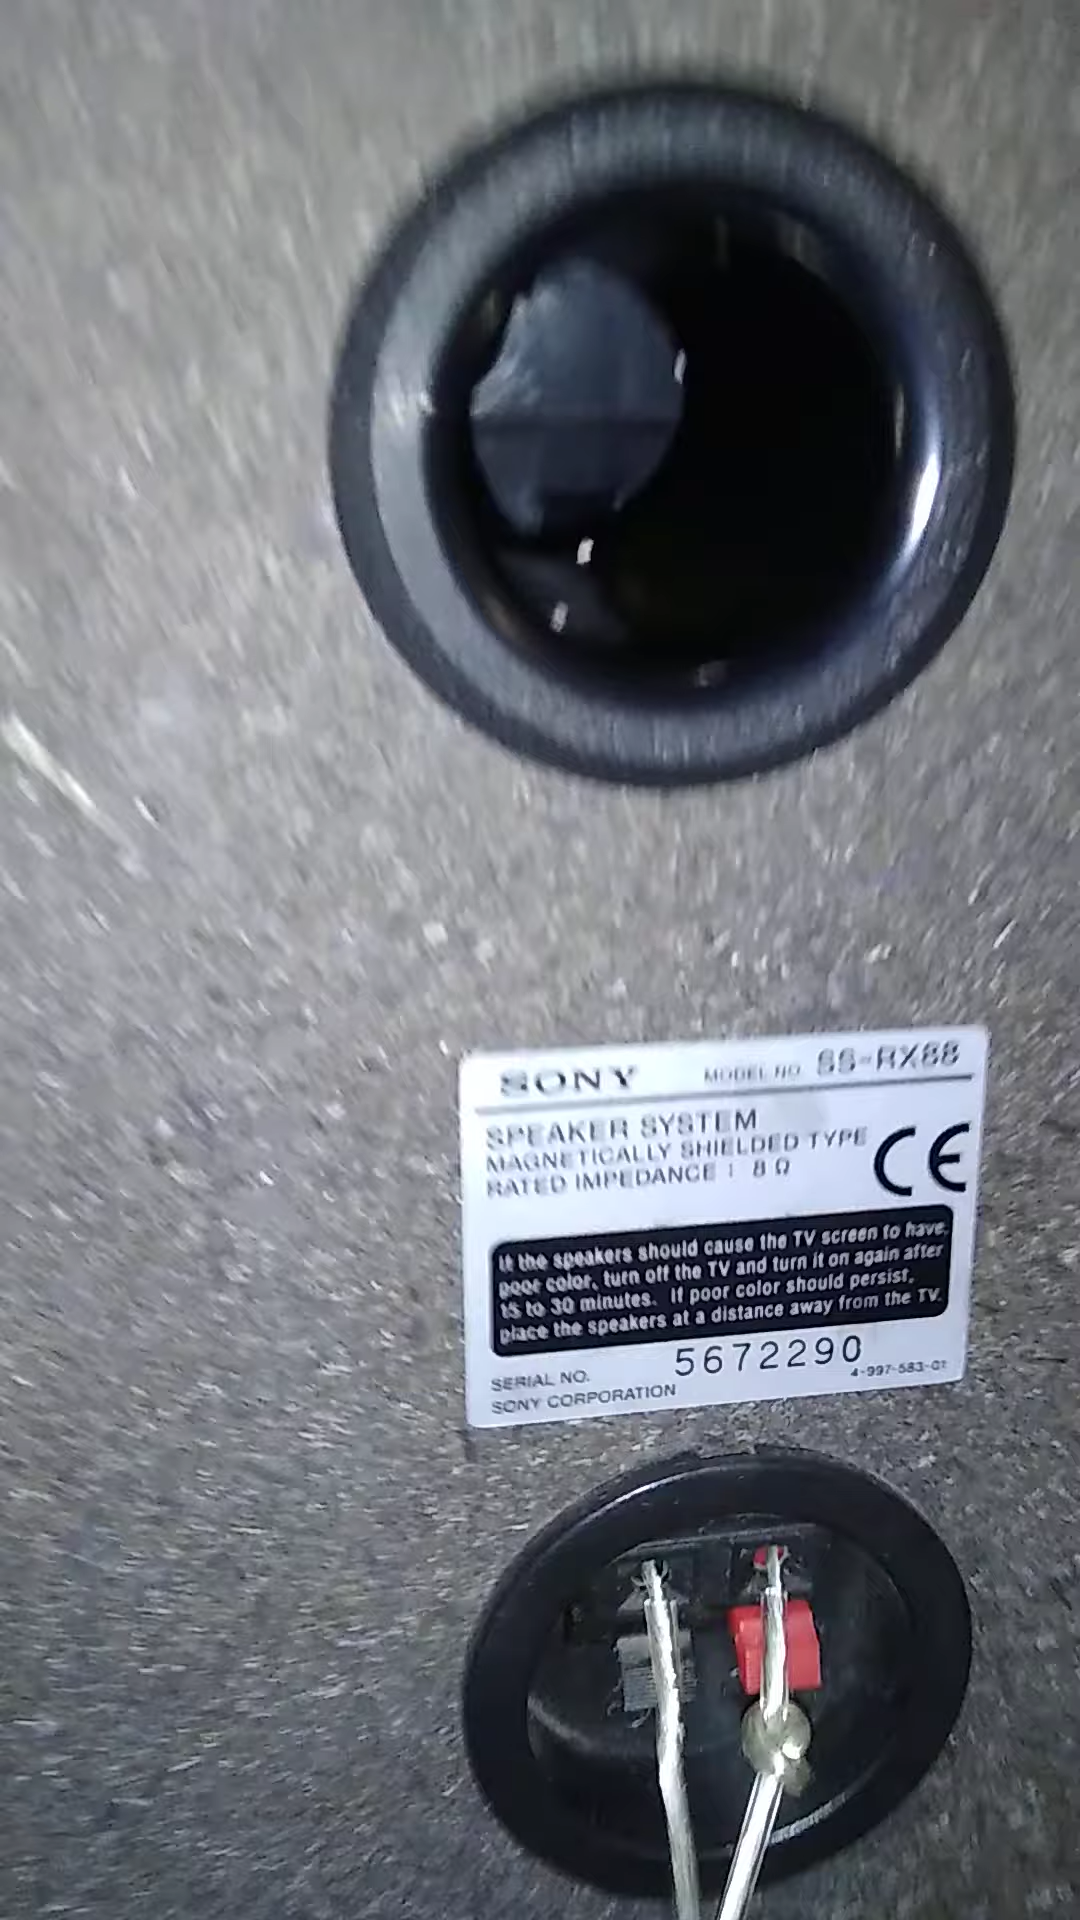 SONY MODEL NO. SS-RX88
SPEAKER SYSTEM
MAGNETICALLY SHIELDED TYPE
RATED IMPEDANCE : 8 Ω
CE
If the speakers should cause the TV screen to have
poor color, turn off the TV and turn it on again after
15 to 30 minutes. If poor color should persist,
place the speakers at a distance away from the TV.
SERIAL NO. 5672290
SONY CORPORATION 4-997-583-01